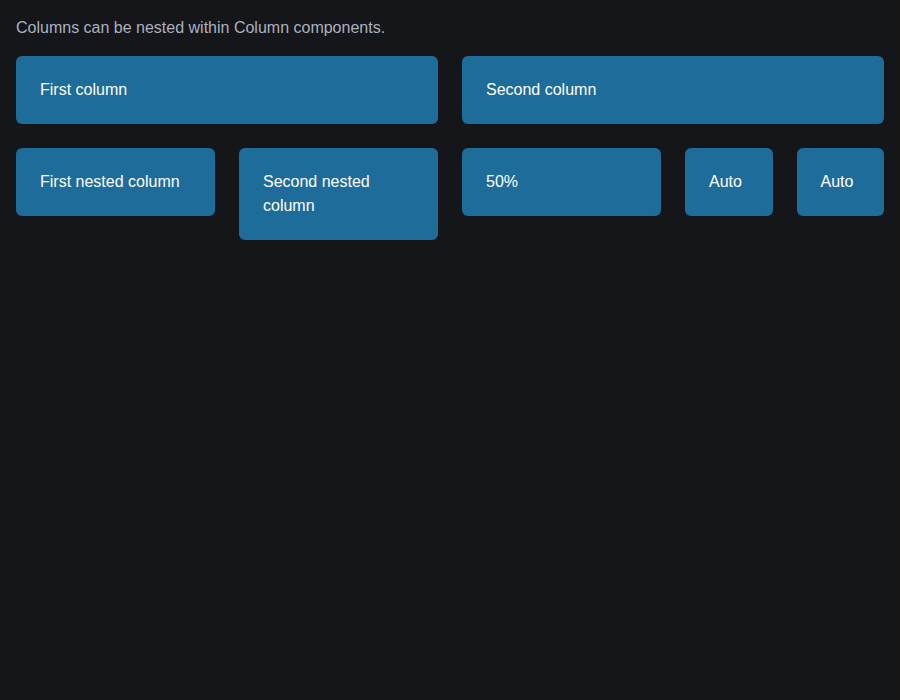 Columns can be nested within Column components.
First column
Second column
First nested column
Second nested
column
50%
Auto
Auto